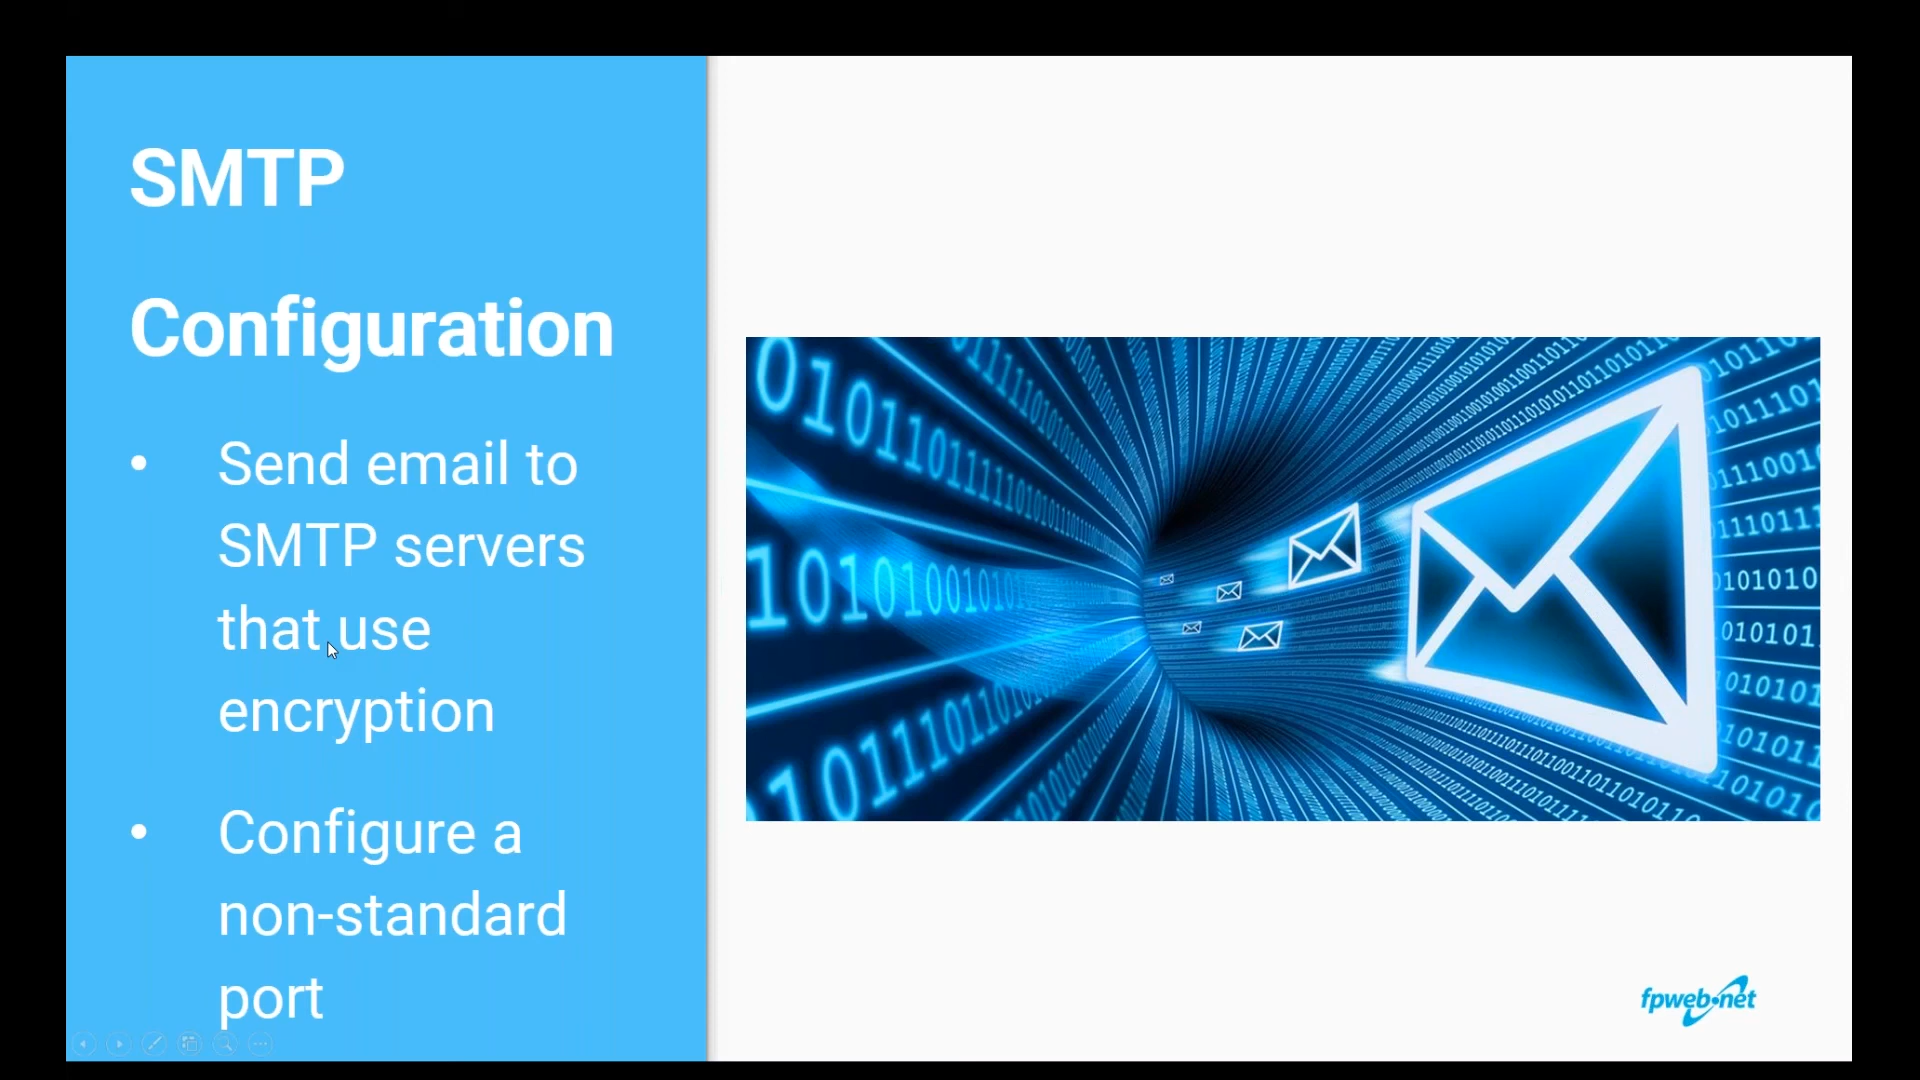 SMTP
Configuration
• Send email to
SMTP servers
that use
encryption
• Configure a
non-standard
port
fpweb.net